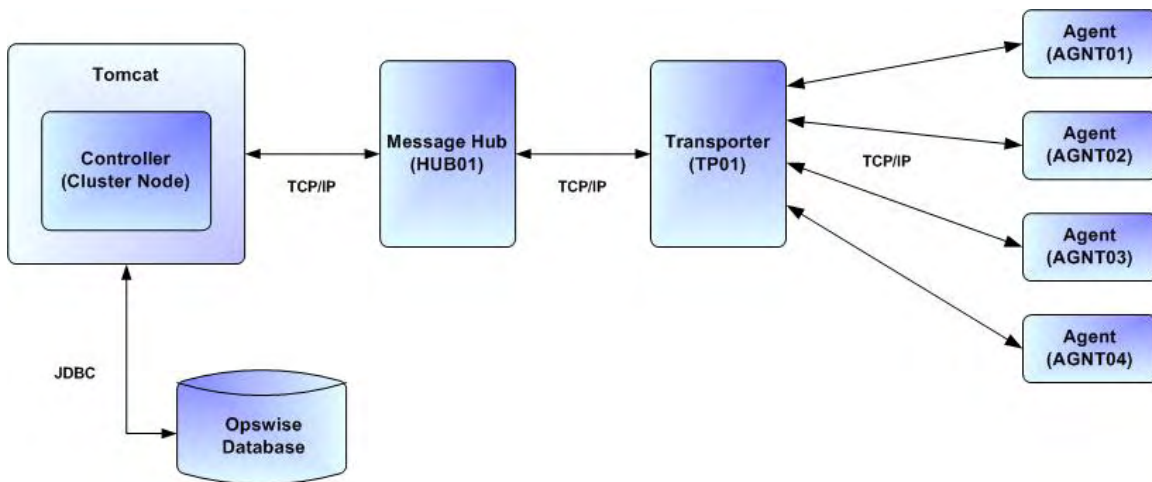 Tomcat
Controller
(Cluster Node)
TCP/IP
Message Hub
(HUB01)
TCP/IP
Transporter
(TP01)
TCP/IP
Agent
(AGNT01)
Agent
(AGNT02)
Agent
(AGNT03)
Agent
(AGNT04)
JDBC
Opswise
Database